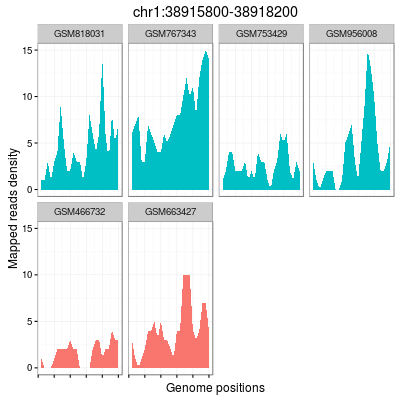 chr1:38915800-38918200
GSM818031 GSM767343 GSM753429 GSM956008
15
10
5
0
GSM466732 GSM663427
15
10
5
0
Mapped reads density
Genome positions